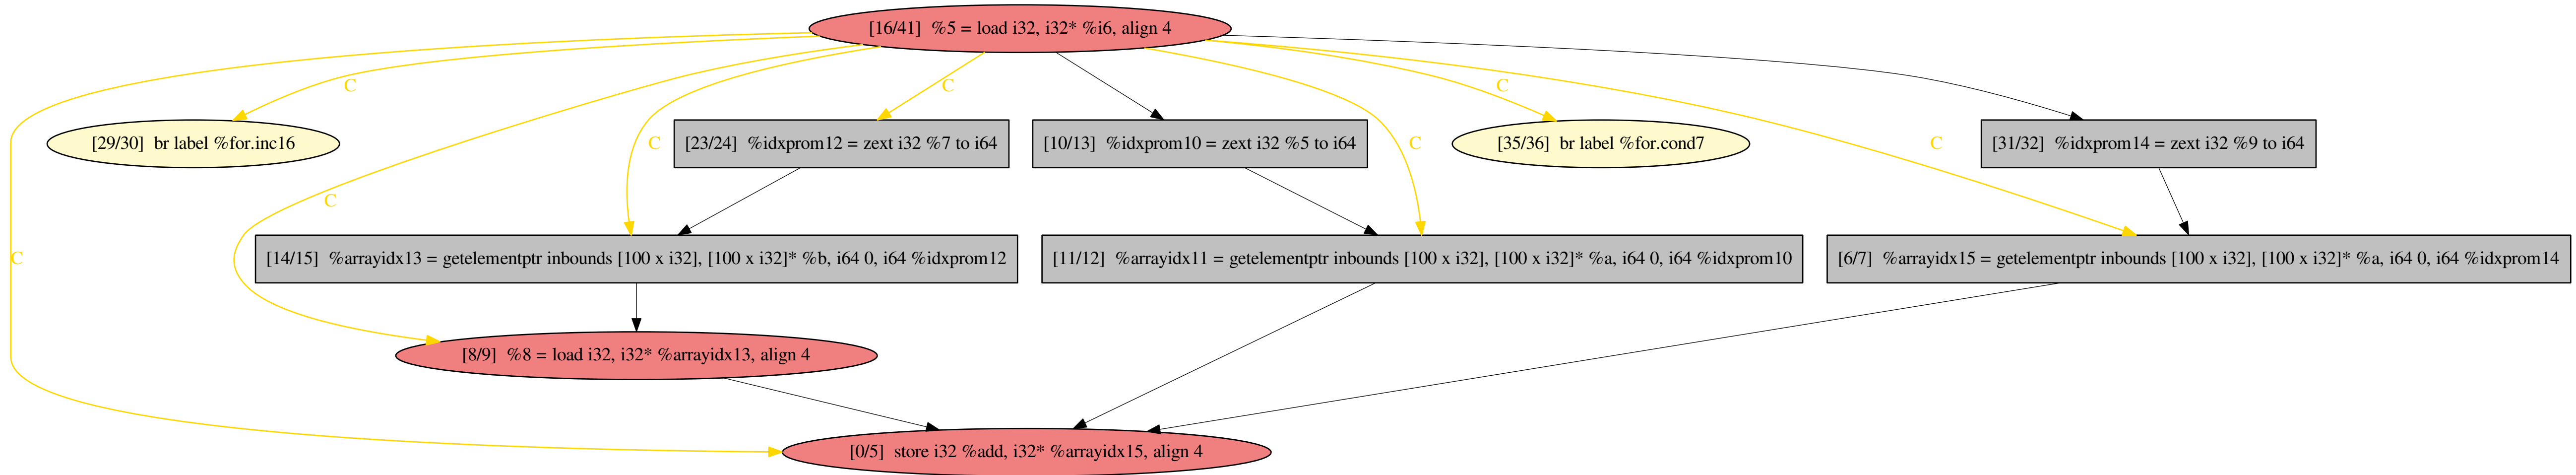 [16/41] %5 = load i32, i32* %i6, align 4
C
C
C
[29/30] br label %for.inc16
C
[23/24] %idxprom12 = zext i32 %7 to i64
[10/13] %idxprom10 = zext i32 %5 to i64
C
[35/36] br label %for.cond7
C
[31/32] %idxprom14 = zext i32 %9 to i64
C
C
[14/15] %arrayidx13 = getelementptr inbounds [100 x i32], [100 x i32]* %b, i64 0, i64 %idxprom12
[11/12] %arrayidx11 = getelementptr inbounds [100 x i32], [100 x i32]* %a, i64 0, i64 %idxprom10
[6/7] %arrayidx15 = getelementptr inbounds [100 x i32], [100 x i32]* %a, i64 0, i64 %idxprom14
[8/9] %8 = load i32, i32* %arrayidx13, align 4
[0/5] store i32 %add, i32* %arrayidx15, align 4